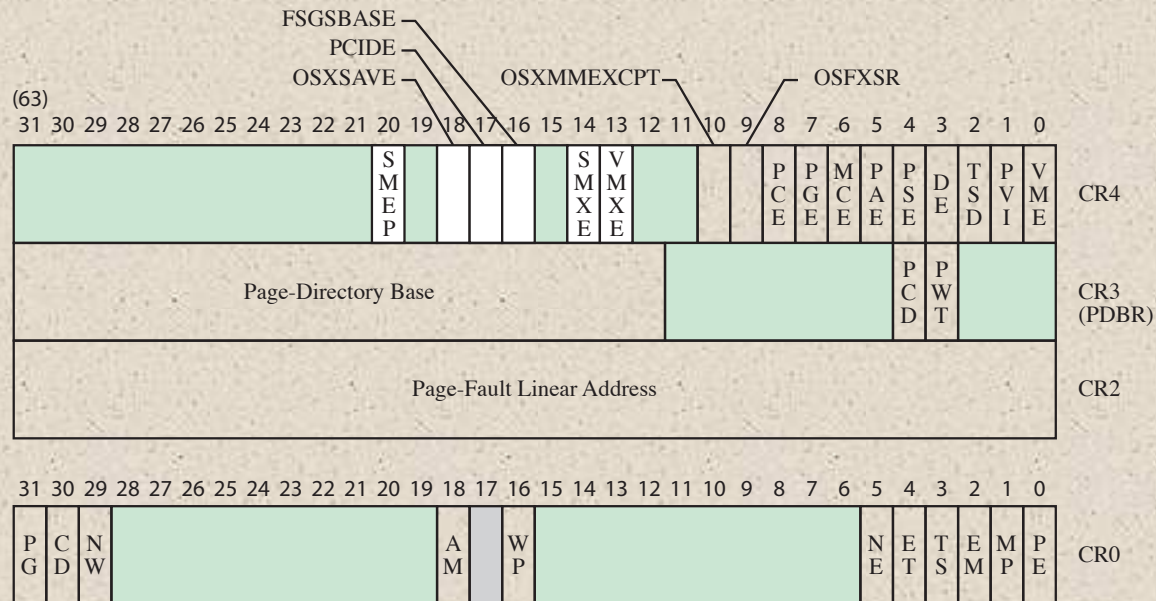 FSGSBASE
PCIDE
OSXSAVE OSXMMEXCPT OSFXSR
(63)
31 30 29 28 27 26 25 24 23 22 21 20 19 18 17 16 15 14 13 12 11 10 9 8 7 6 5 4 3 2 1 0
SMEP SMXE VMXE PCE PGE MCE PAE PSE DE TSD PVI VME CR4
Page-Directory Base PCD PWT CR3
(PDBR)
Page-Fault Linear Address CR2
31 30 29 28 27 26 25 24 23 22 21 20 19 18 17 16 15 14 13 12 11 10 9 8 7 6 5 4 3 2 1 0
PG CD NW AM WP NE ET TS EM MP PE CR0